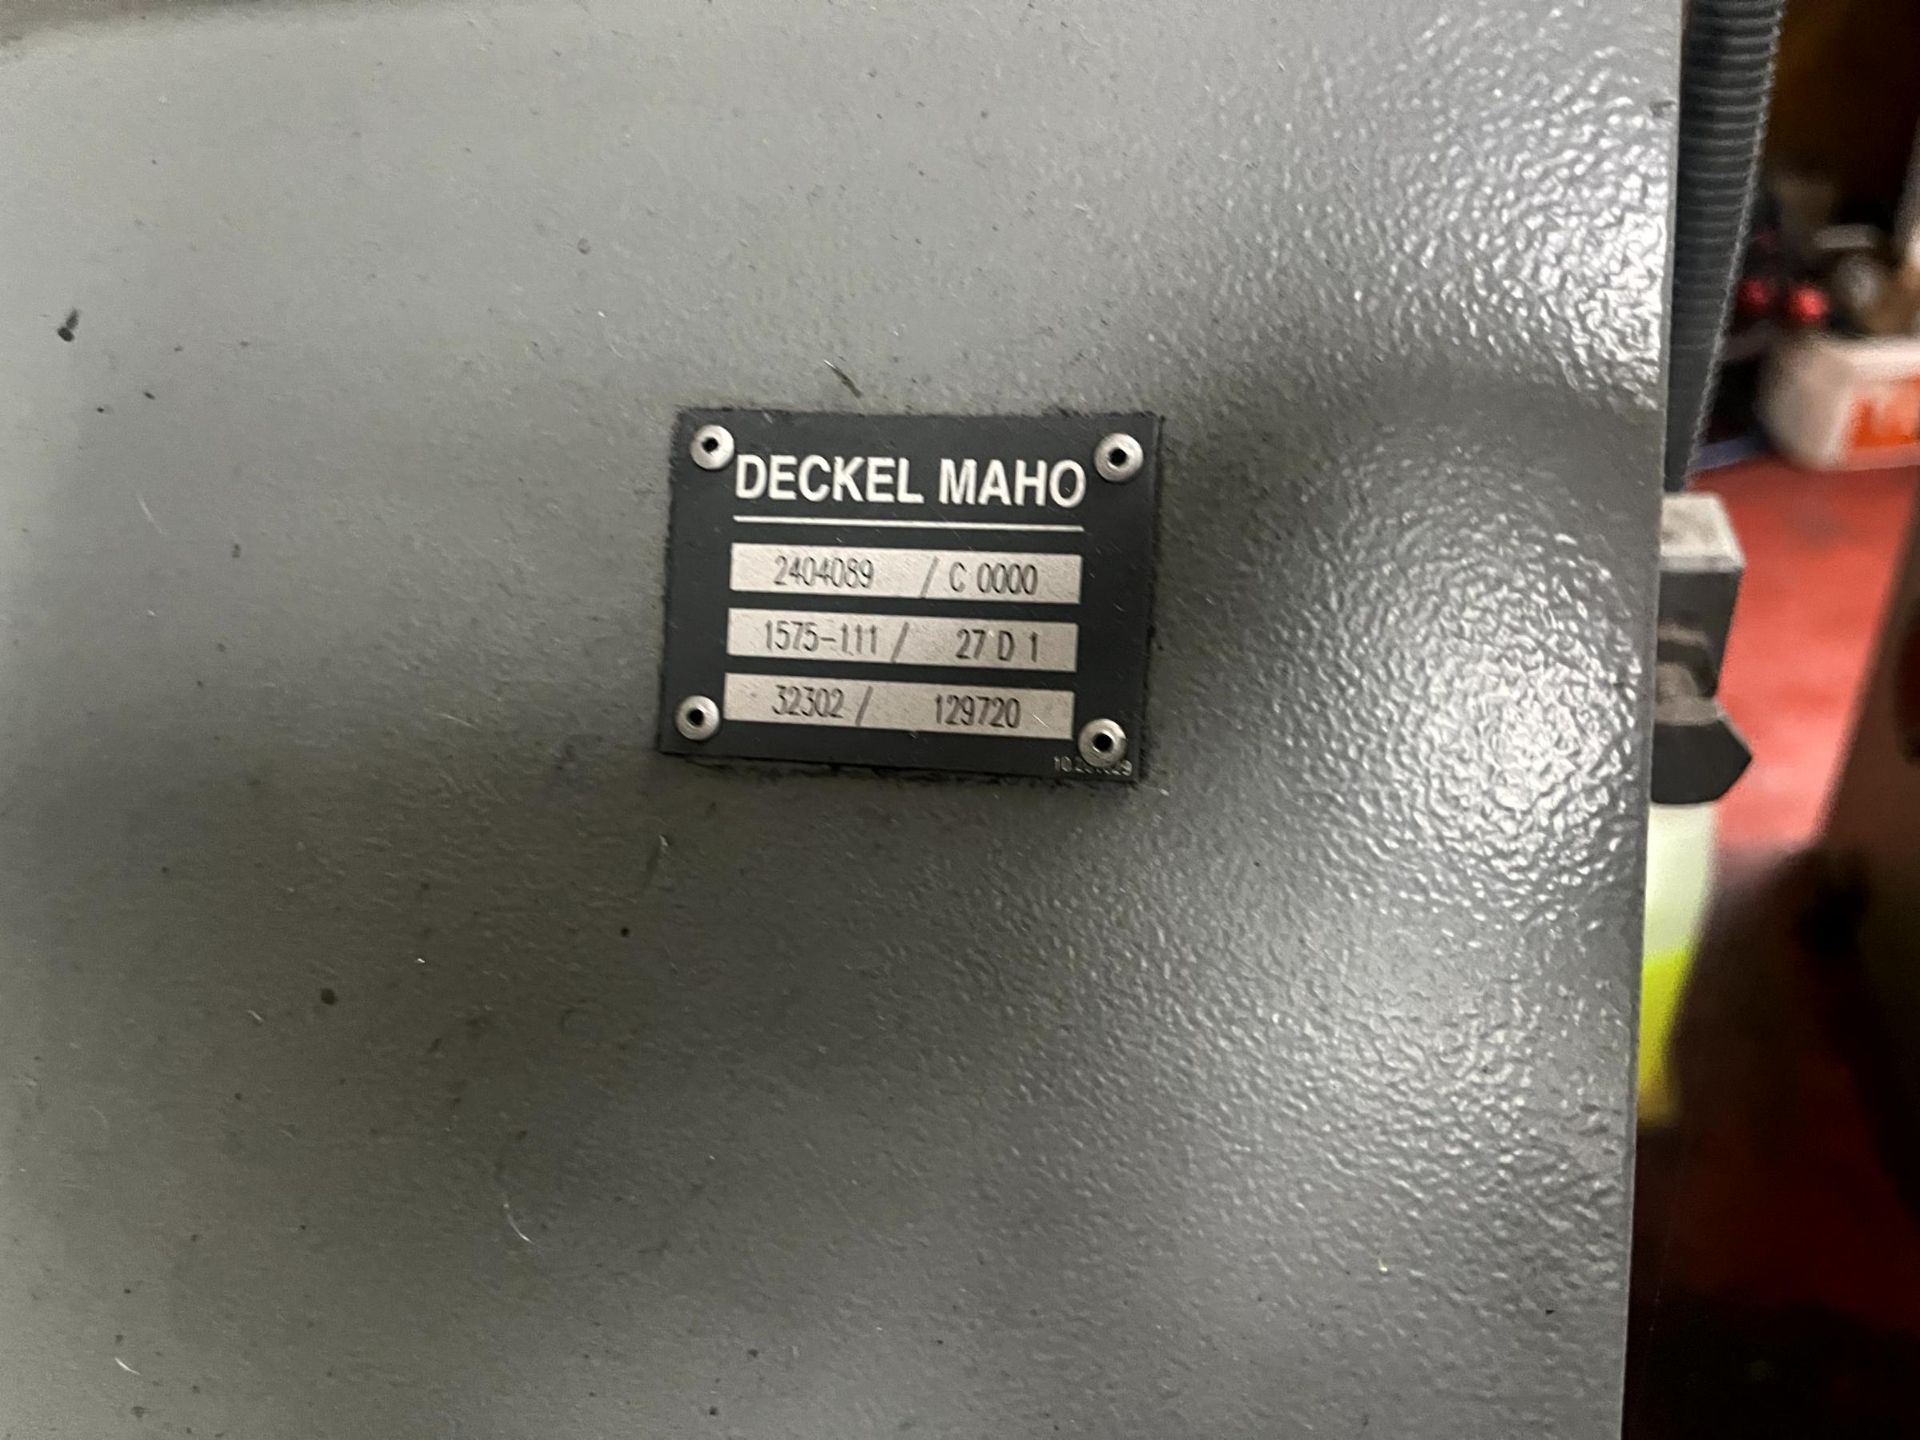 DECKEL MAHO
2404089 / C 0000
1575-111 / 27 D 1
32302 / 129720